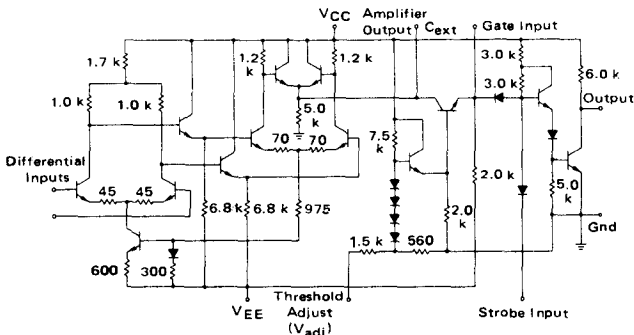 VCC
Amplifier
Output
Cext
Gate Input
1.7 k
1.2
k
1.2 k
3.0 k
3.0 k
6.0 k
Output
1.0 k
1.0 k
5.0
k
7.5
k
70
70
Differential
Inputs
45
45
6.8 k
6.8 k
975
2.0
k
2.0 k
5.0
k
Gnd
1.5 k
560
600
300
VEE
Threshold
Adjust
(Vadj)
Strobe Input